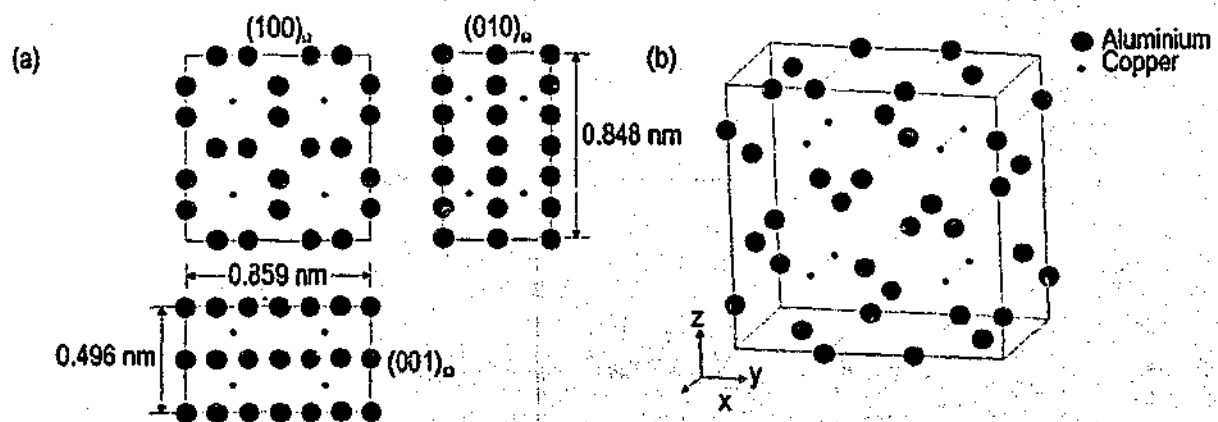 (a)
(100)Ω
(010)Ω
0.848 nm
0.859 nm
0.496 nm
(001)Ω
(b)
Aluminium
Copper
z
y
x